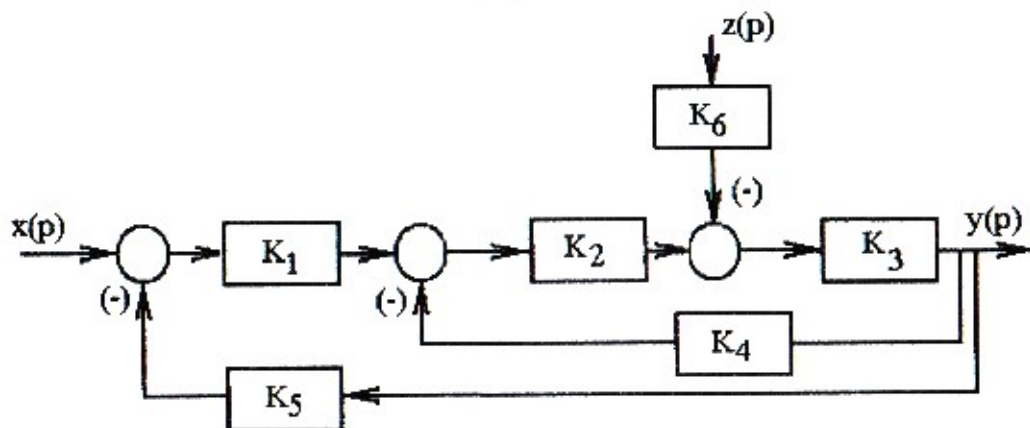 z(p)
K6
(-)
x(p)
K1
K2
K3
y(p)
(-)
(-)
K4
K5